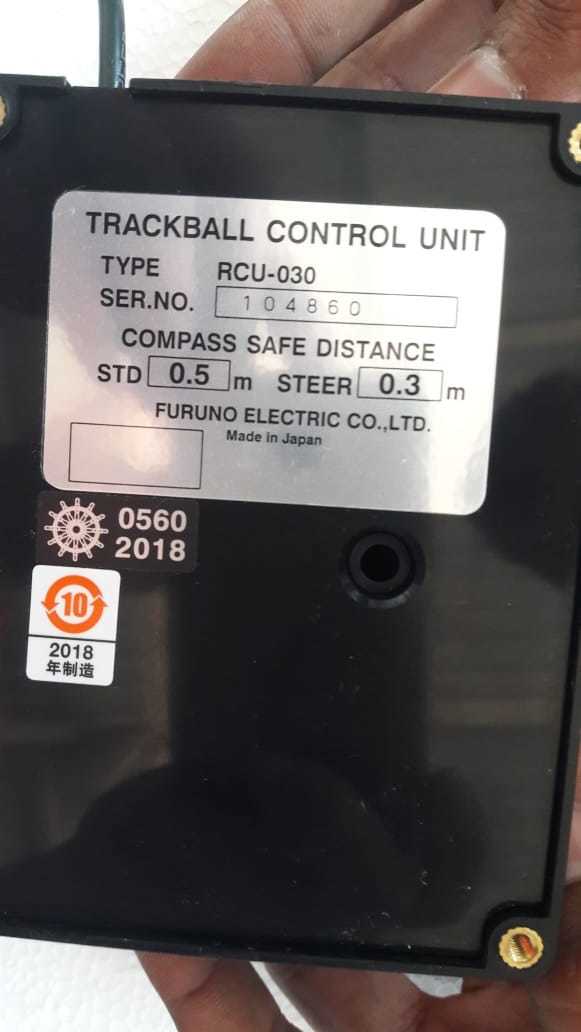 TRACKBALL CONTROL UNIT
TYPE RCU-030
SER.NO. 104860
COMPASS SAFE DISTANCE
STD 0.5 m STEER 0.3 m
FURUNO ELECTRIC CO.,LTD.
Made in Japan
0560
2018
10
2018
年制造